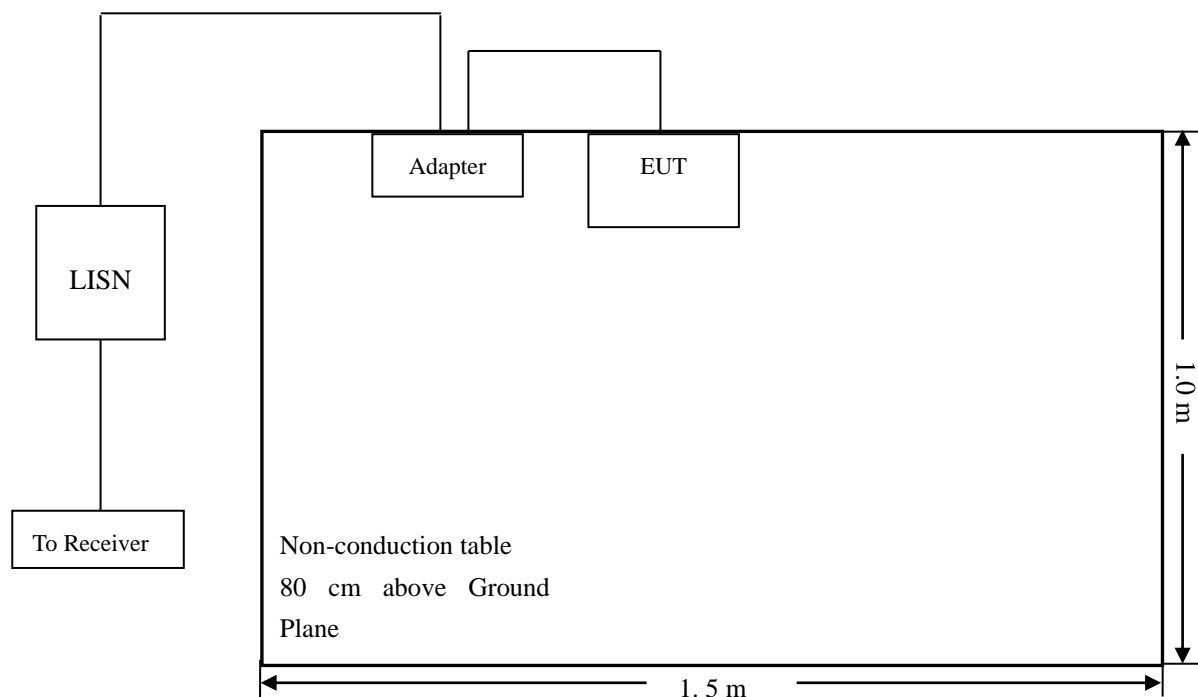 Adapter
EUT
LISN
1.0 m
To Receiver
Non-conduction table
80 cm above Ground
Plane
1. 5 m